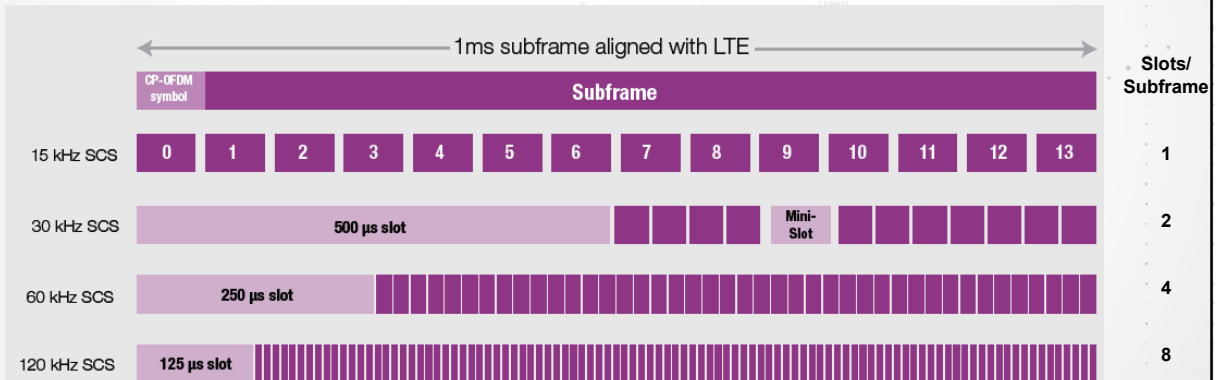 1ms subframe aligned with LTE
Slots/
Subframe
CP-OFDM
symbol
Subframe
15 kHz SCS 0 1 2 3 4 5 6 7 8 9 10 11 12 13 1
30 kHz SCS 500 µs slot Mini-
Slot 2
60 kHz SCS 250 µs slot 4
120 kHz SCS 125 µs slot 8